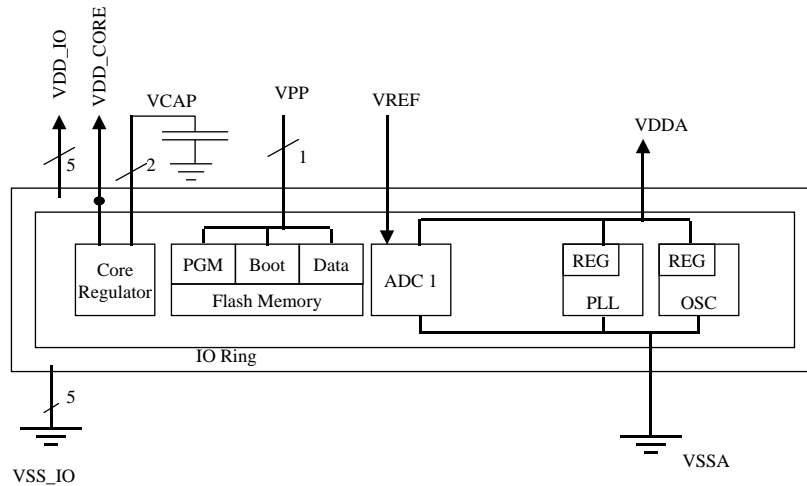 VDD_IO
VDD_CORE
VCAP
VPP
VREF
VDDA
5
2
1
Core
Regulator
PGM
Boot
Data
Flash Memory
ADC 1
REG
PLL
REG
OSC
IO Ring
5
VSS_IO
VSSA